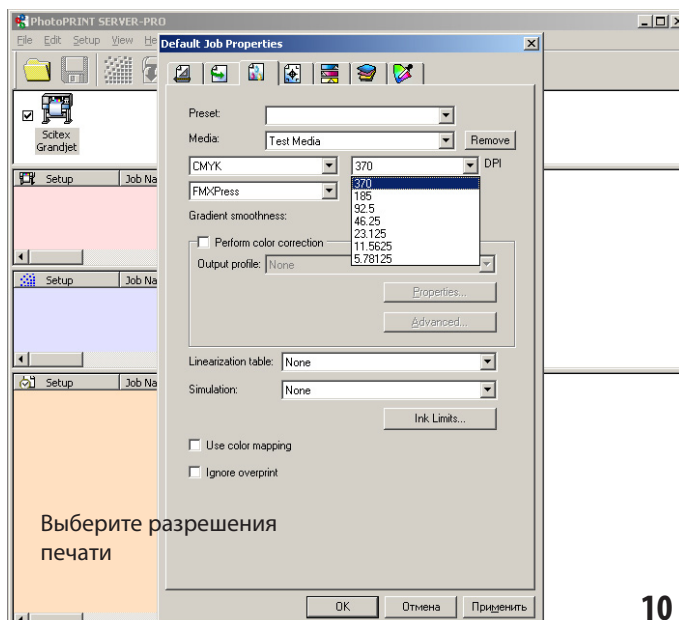 PhotoPRINT SERVER-PRO
File Edit Setup View He
Default Job Properties
Scitex
Grandjet
Preset:
Media: Test Media Remove
CMYK 370 DPI
370
185
92.5
46.25
23.125
11.5625
5.78125
FMXPress
Gradient smoothness:
Perform color correction
Output profile: None
Properties...
Advanced...
Linearization table: None
Simulation: None
Ink Limits...
Use color mapping
Ignore overprint
Setup Job Na
Setup Job Na
Setup Job Na
Выберите разрешения
печати
OK Отмена Применить
10